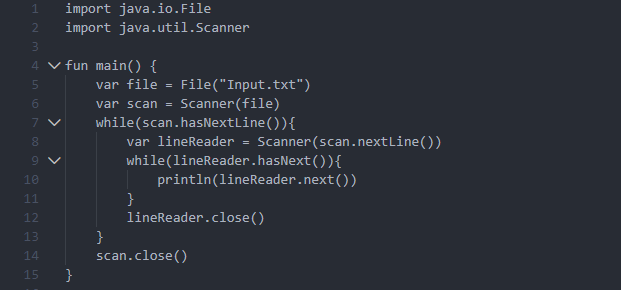 1 import java.io.File
2 import java.util.Scanner
3
4 fun main() {
5     var file = File("Input.txt")
6     var scan = Scanner(file)
7     while(scan.hasNextLine()){
8         var lineReader = Scanner(scan.nextLine())
9         while(lineReader.hasNext()){
10             println(lineReader.next())
11         }
12         lineReader.close()
13     }
14     scan.close()
15 }